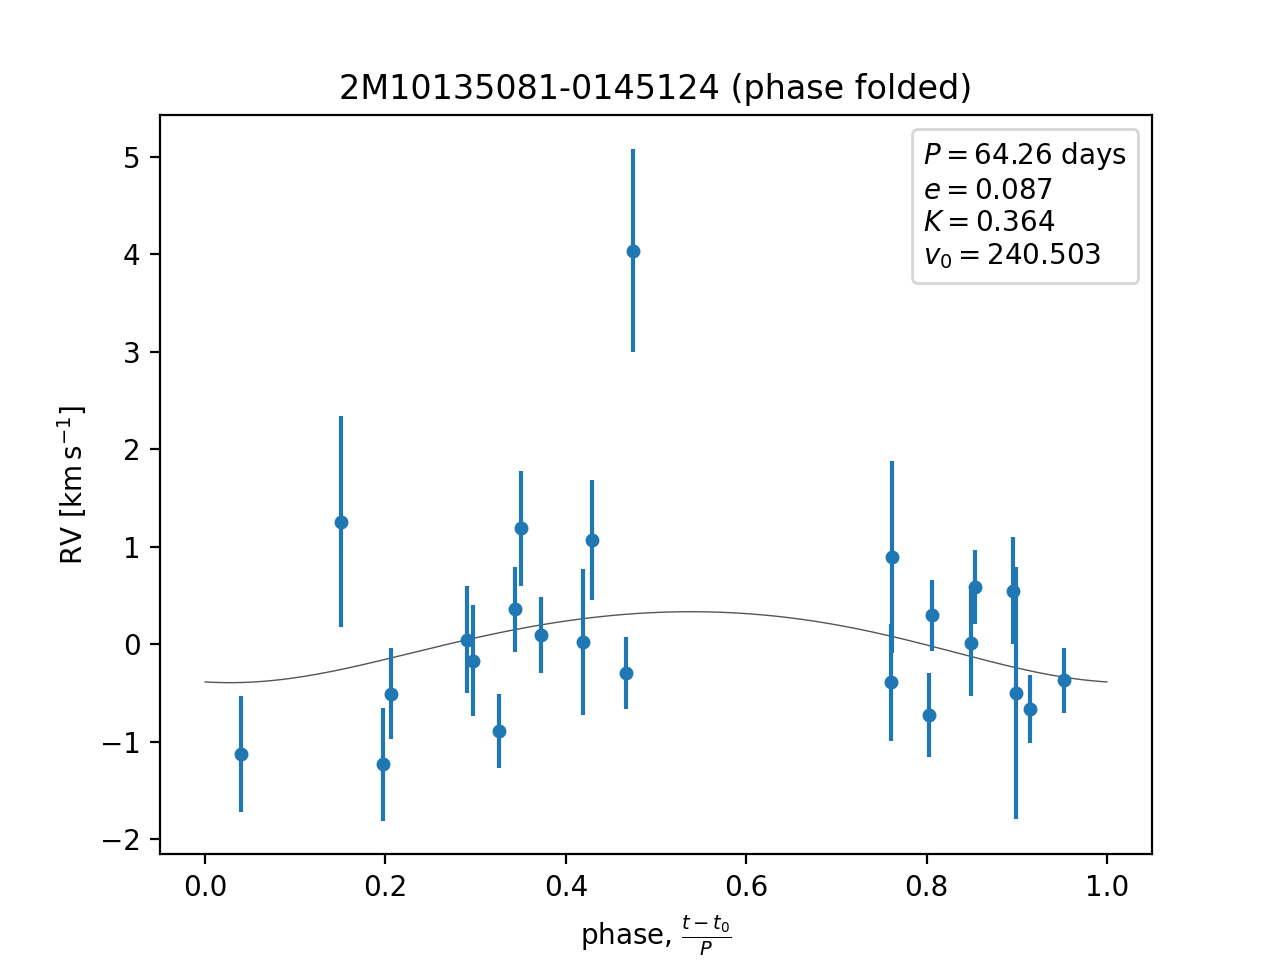 2M10135081-0145124 (phase folded)
P = 64.26 days
e = 0.087
K = 0.364
v₀ = 240.503
5
4
3
2
1
0
−1
−2
RV [km s⁻¹]
0.0 0.2 0.4 0.6 0.8 1.0
phase, (t − t₀)/P